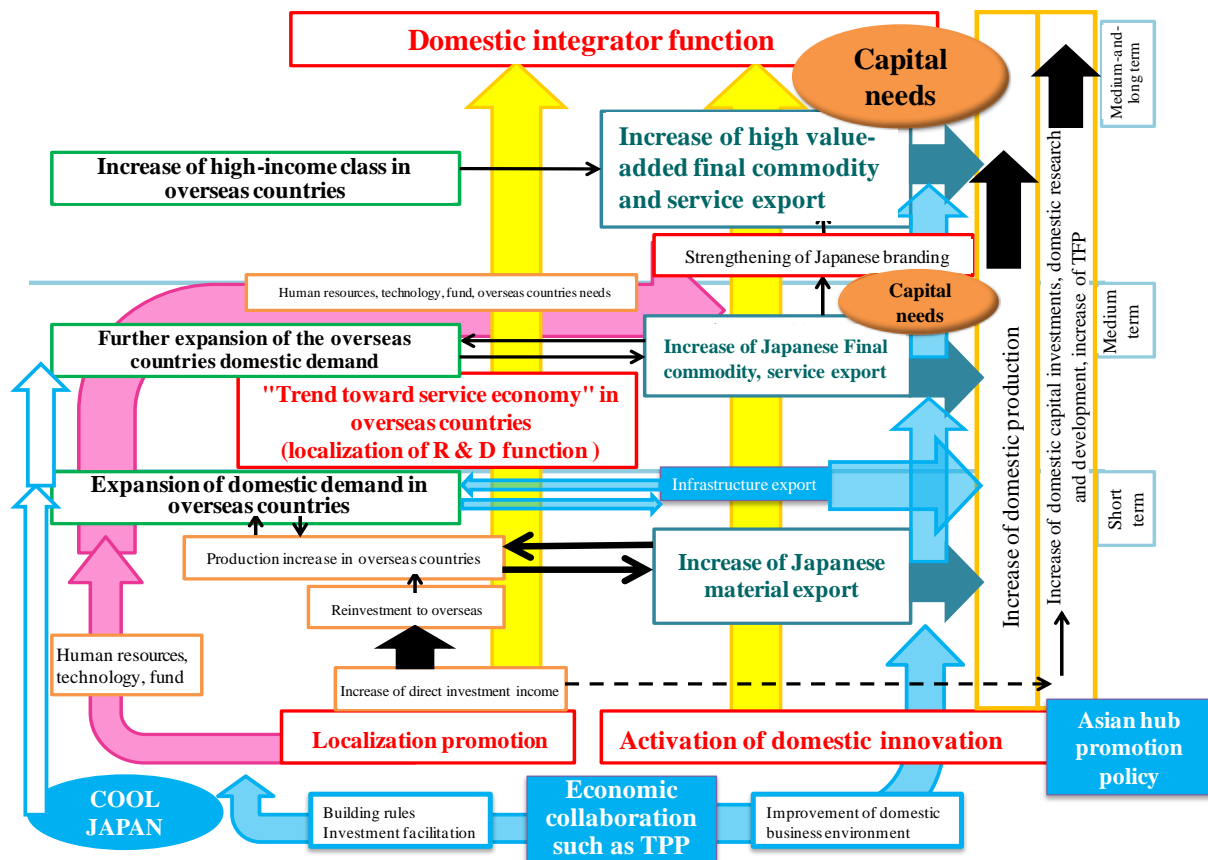 Domestic integrator function
Capital
needs
Medium-and-
long term
Increase of high value-
added final commodity
and service export
Increase of high-income class in
overseas countries
Strengthening of Japanese branding
Human resources, technology, fund, overseas countries needs
Capital
needs
Medium
term
Further expansion of the overseas
countries domestic demand
Increase of Japanese Final
commodity, service export
"Trend toward service economy" in
overseas countries
(localization of R & D function )
Increase of domestic production
Increase of domestic capital investments, domestic research
and development, increase of TFP
Expansion of domestic demand in
overseas countries
Infrastructure export
Short
term
Production increase in overseas countries
Increase of Japanese
material export
Reinvestment to overseas
Human resources,
technology, fund
Increase of direct investment income
Localization promotion
Activation of domestic innovation
Asian hub
promotion
policy
COOL
JAPAN
Building rules
Investment facilitation
Economic
collaboration
such as TPP
Improvement of domestic
business environment